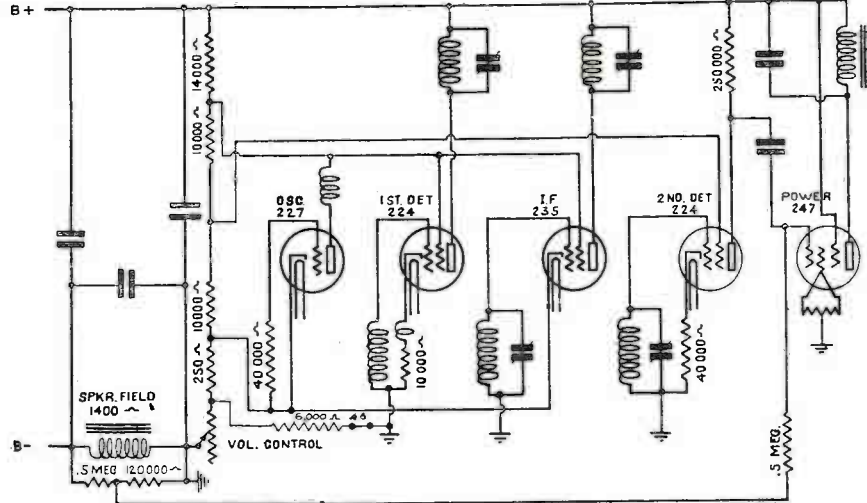 B+
14000 ~
10000 ~
250000 ~
OSC.
227
1ST. DET
224
I.F
235
2ND. DET
224
POWER
247
10000 ~
250 ~
40000 ~
10000 ~
40000 ~
SPKR. FIELD
1400 ~
B-
VOL. CONTROL
.5 MEG.
120000 ~
.5 MEG.